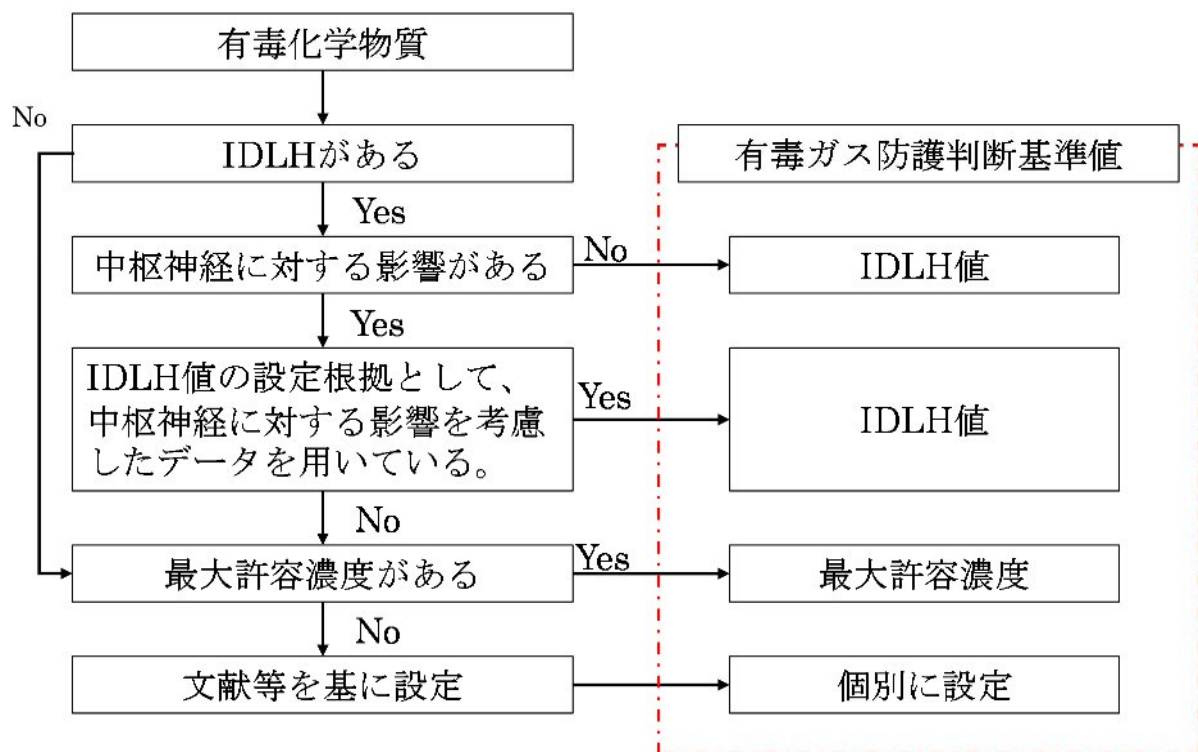 有毒化学物質
No
IDLHがある
有毒ガス防護判断基準値
Yes
中枢神経に対する影響がある
No
IDLH値
Yes
IDLH値の設定根拠として、
中枢神経に対する影響を考慮
したデータを用いている。
Yes
IDLH値
No
最大許容濃度がある
Yes
最大許容濃度
No
文献等を基に設定
個別に設定